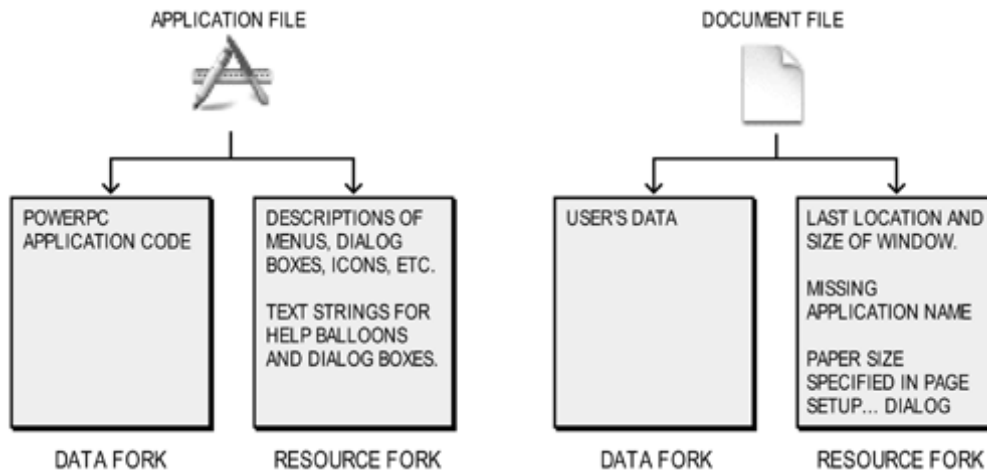 APPLICATION FILE
DOCUMENT FILE
POWERPC
APPLICATION CODE
DESCRIPTIONS OF
MENUS, DIALOG
BOXES, ICONS, ETC.
TEXT STRINGS FOR
HELP BALLOONS
AND DIALOG BOXES.
USER'S DATA
LAST LOCATION AND
SIZE OF WINDOW.
MISSING
APPLICATION NAME
PAPER SIZE
SPECIFIED IN PAGE
SETUP... DIALOG
DATA FORK
RESOURCE FORK
DATA FORK
RESOURCE FORK